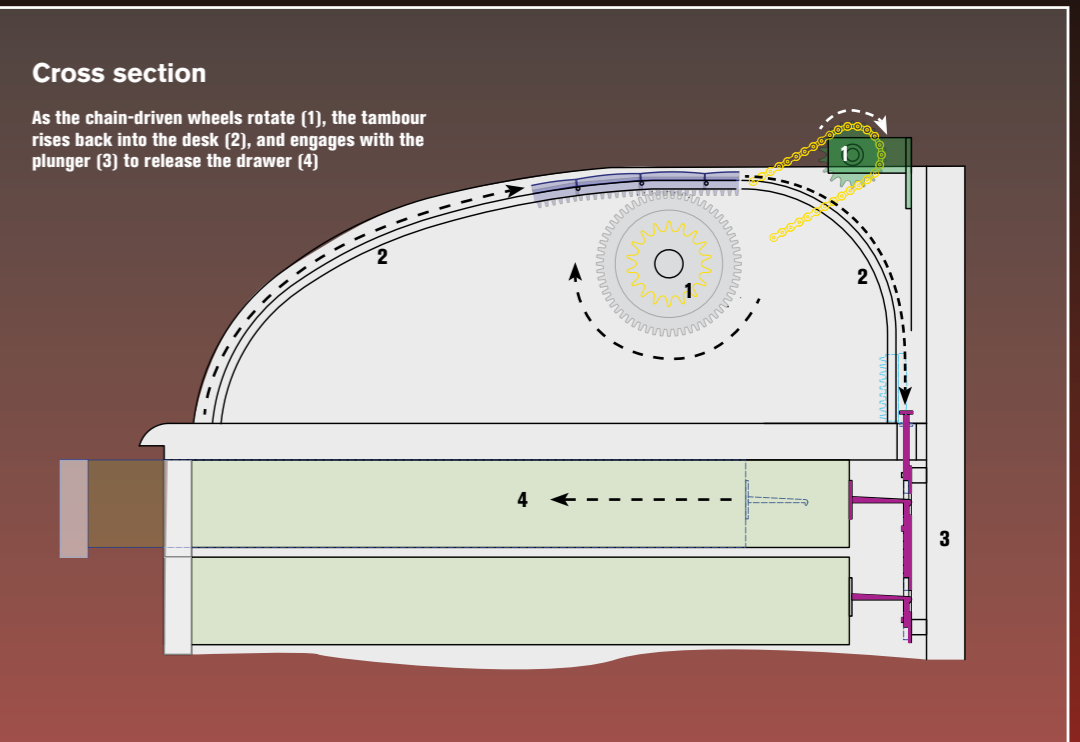 Cross section
As the chain-driven wheels rotate (1), the tambour
rises back into the desk (2), and engages with the
plunger (3) to release the drawer (4)
1
2
2
1
4
3